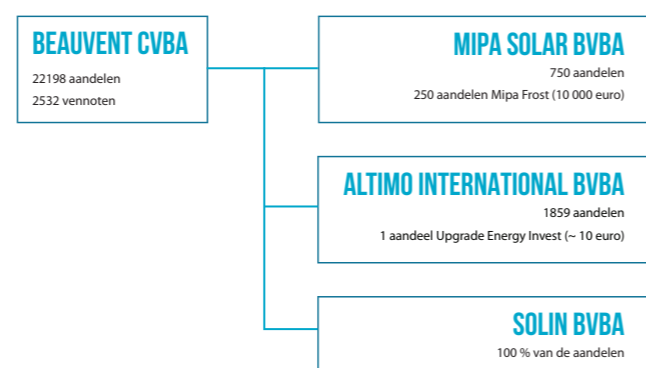 BEAUVENT CVBA
22198 aandelen
2532 vennoten
MIPA SOLAR BVBA
750 aandelen
250 aandelen Mipa Frost (10 000 euro)
ALTIMO INTERNATIONAL BVBA
1859 aandelen
1 aandeel Upgrade Energy Invest (~ 10 euro)
SOLIN BVBA
100 % van de aandelen